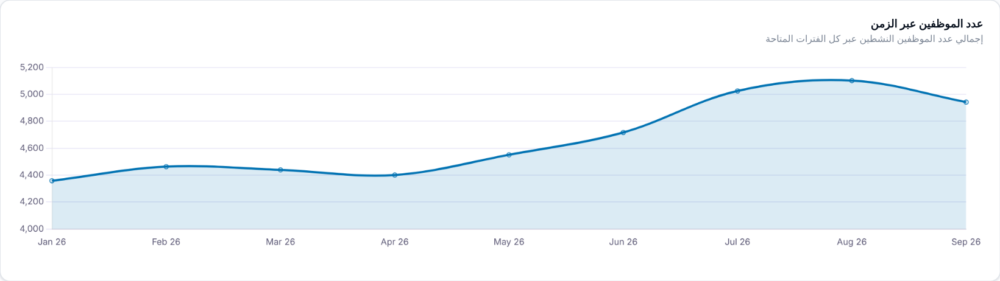 عدد الموظفين عبر الزمن
إجمالي عدد الموظفين النشطين عبر كل الفترات المتاحة
5,200
5,000
4,800
4,600
4,400
4,200
4,000
Jan 26 Feb 26 Mar 26 Apr 26 May 26 Jun 26 Jul 26 Aug 26 Sep 26